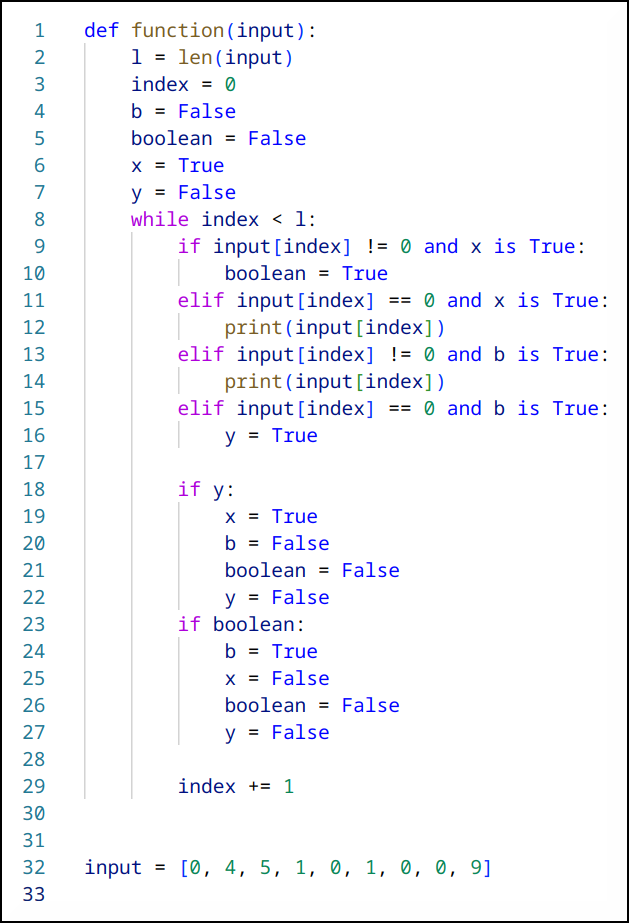 1 def function(input):
2     l = len(input)
3     index = 0
4     b = False
5     boolean = False
6     x = True
7     y = False
8     while index < l:
9         if input[index] != 0 and x is True:
10             boolean = True
11         elif input[index] == 0 and x is True:
12             print(input[index])
13         elif input[index] != 0 and b is True:
14             print(input[index])
15         elif input[index] == 0 and b is True:
16             y = True
17
18         if y:
19             x = True
20             b = False
21             boolean = False
22             y = False
23         if boolean:
24             b = True
25             x = False
26             boolean = False
27             y = False
28
29         index += 1
30
31
32 input = [0, 4, 5, 1, 0, 1, 0, 0, 9]
33